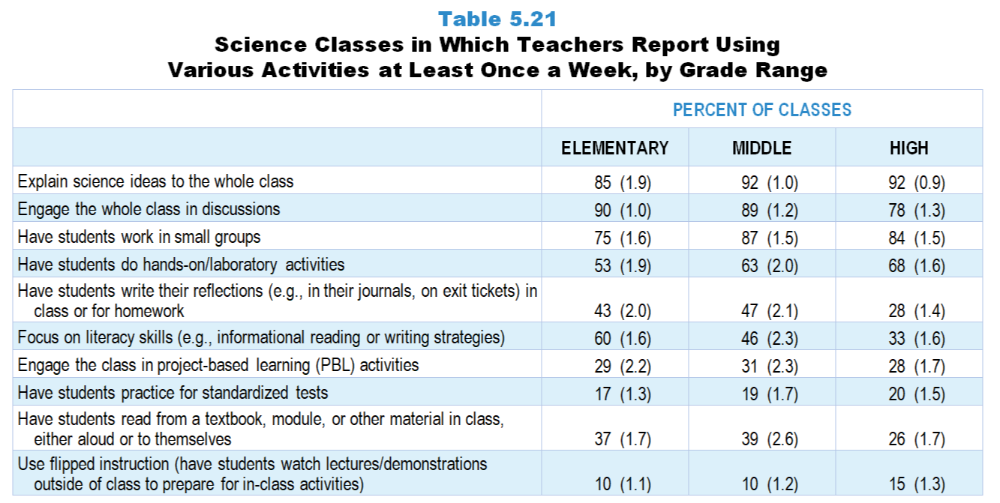 Table 5.21
Science Classes in Which Teachers Report Using
Various Activities at Least Once a Week, by Grade Range
PERCENT OF CLASSES
ELEMENTARY MIDDLE HIGH
Explain science ideas to the whole class 85 (1.9) 92 (1.0) 92 (0.9)
Engage the whole class in discussions 90 (1.0) 89 (1.2) 78 (1.3)
Have students work in small groups 75 (1.6) 87 (1.5) 84 (1.5)
Have students do hands-on/laboratory activities 53 (1.9) 63 (2.0) 68 (1.6)
Have students write their reflections (e.g., in their journals, on exit tickets) in
class or for homework 43 (2.0) 47 (2.1) 28 (1.4)
Focus on literacy skills (e.g., informational reading or writing strategies) 60 (1.6) 46 (2.3) 33 (1.6)
Engage the class in project-based learning (PBL) activities 29 (2.2) 31 (2.3) 28 (1.7)
Have students practice for standardized tests 17 (1.3) 19 (1.7) 20 (1.5)
Have students read from a textbook, module, or other material in class,
either aloud or to themselves 37 (1.7) 39 (2.6) 26 (1.7)
Use flipped instruction (have students watch lectures/demonstrations
outside of class to prepare for in-class activities) 10 (1.1) 10 (1.2) 15 (1.3)